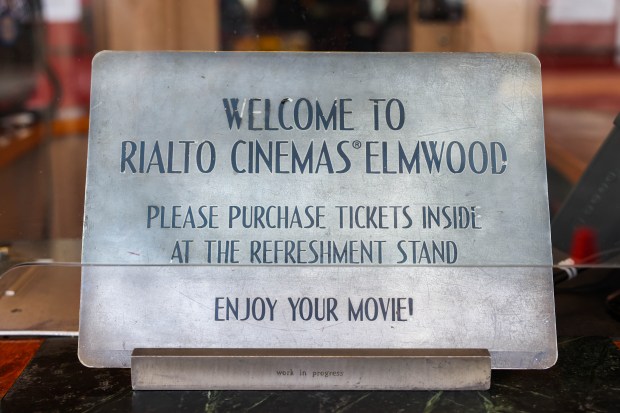 WELCOME TO
RIALTO CINEMAS® ELMWOOD
PLEASE PURCHASE TICKETS INSIDE
AT THE REFRESHMENT STAND
ENJOY YOUR MOVIE!
work in progress